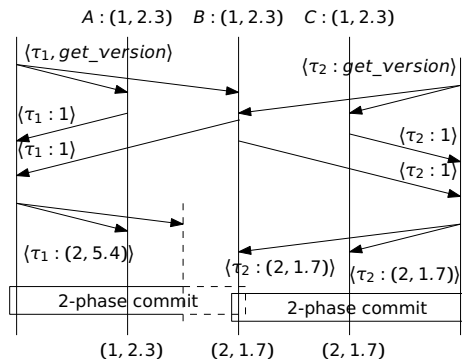 A : (1, 2.3) B : (1, 2.3) C : (1, 2.3)
⟨τ₁, get_version⟩
⟨τ₂ : get_version⟩
⟨τ₁ : 1⟩
⟨τ₂ : 1⟩
⟨τ₁ : 1⟩
⟨τ₂ : 1⟩
⟨τ₁ : (2, 5.4)⟩
⟨τ₂ : (2, 1.7)⟩ ⟨τ₂ : (2, 1.7)⟩
2-phase commit 2-phase commit
(1, 2.3) (2, 1.7) (2, 1.7)